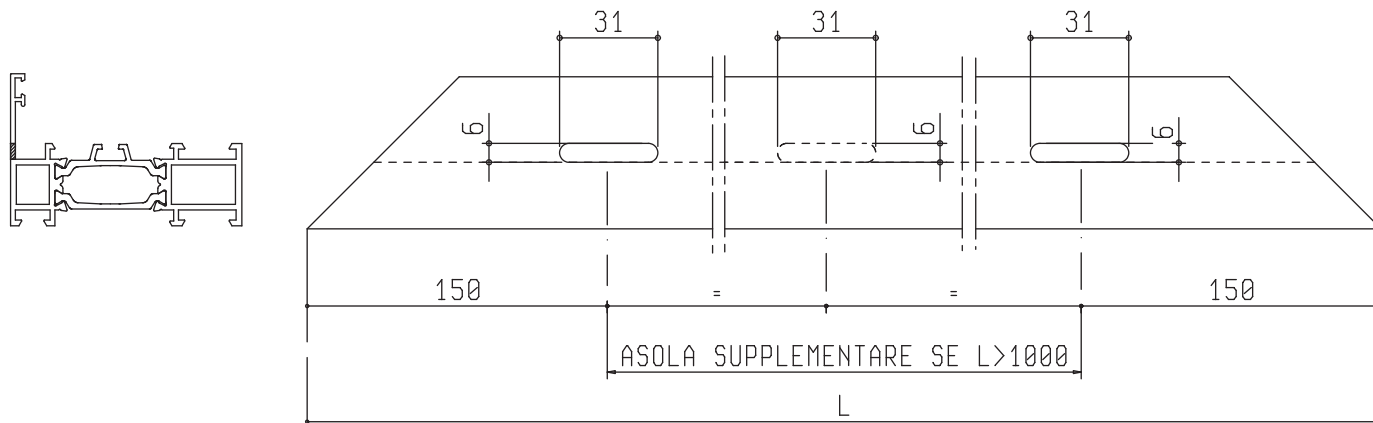 31 31 31
6 6 6
150 = = 150
ASOLA SUPPLEMENTARE SE L>1000
L